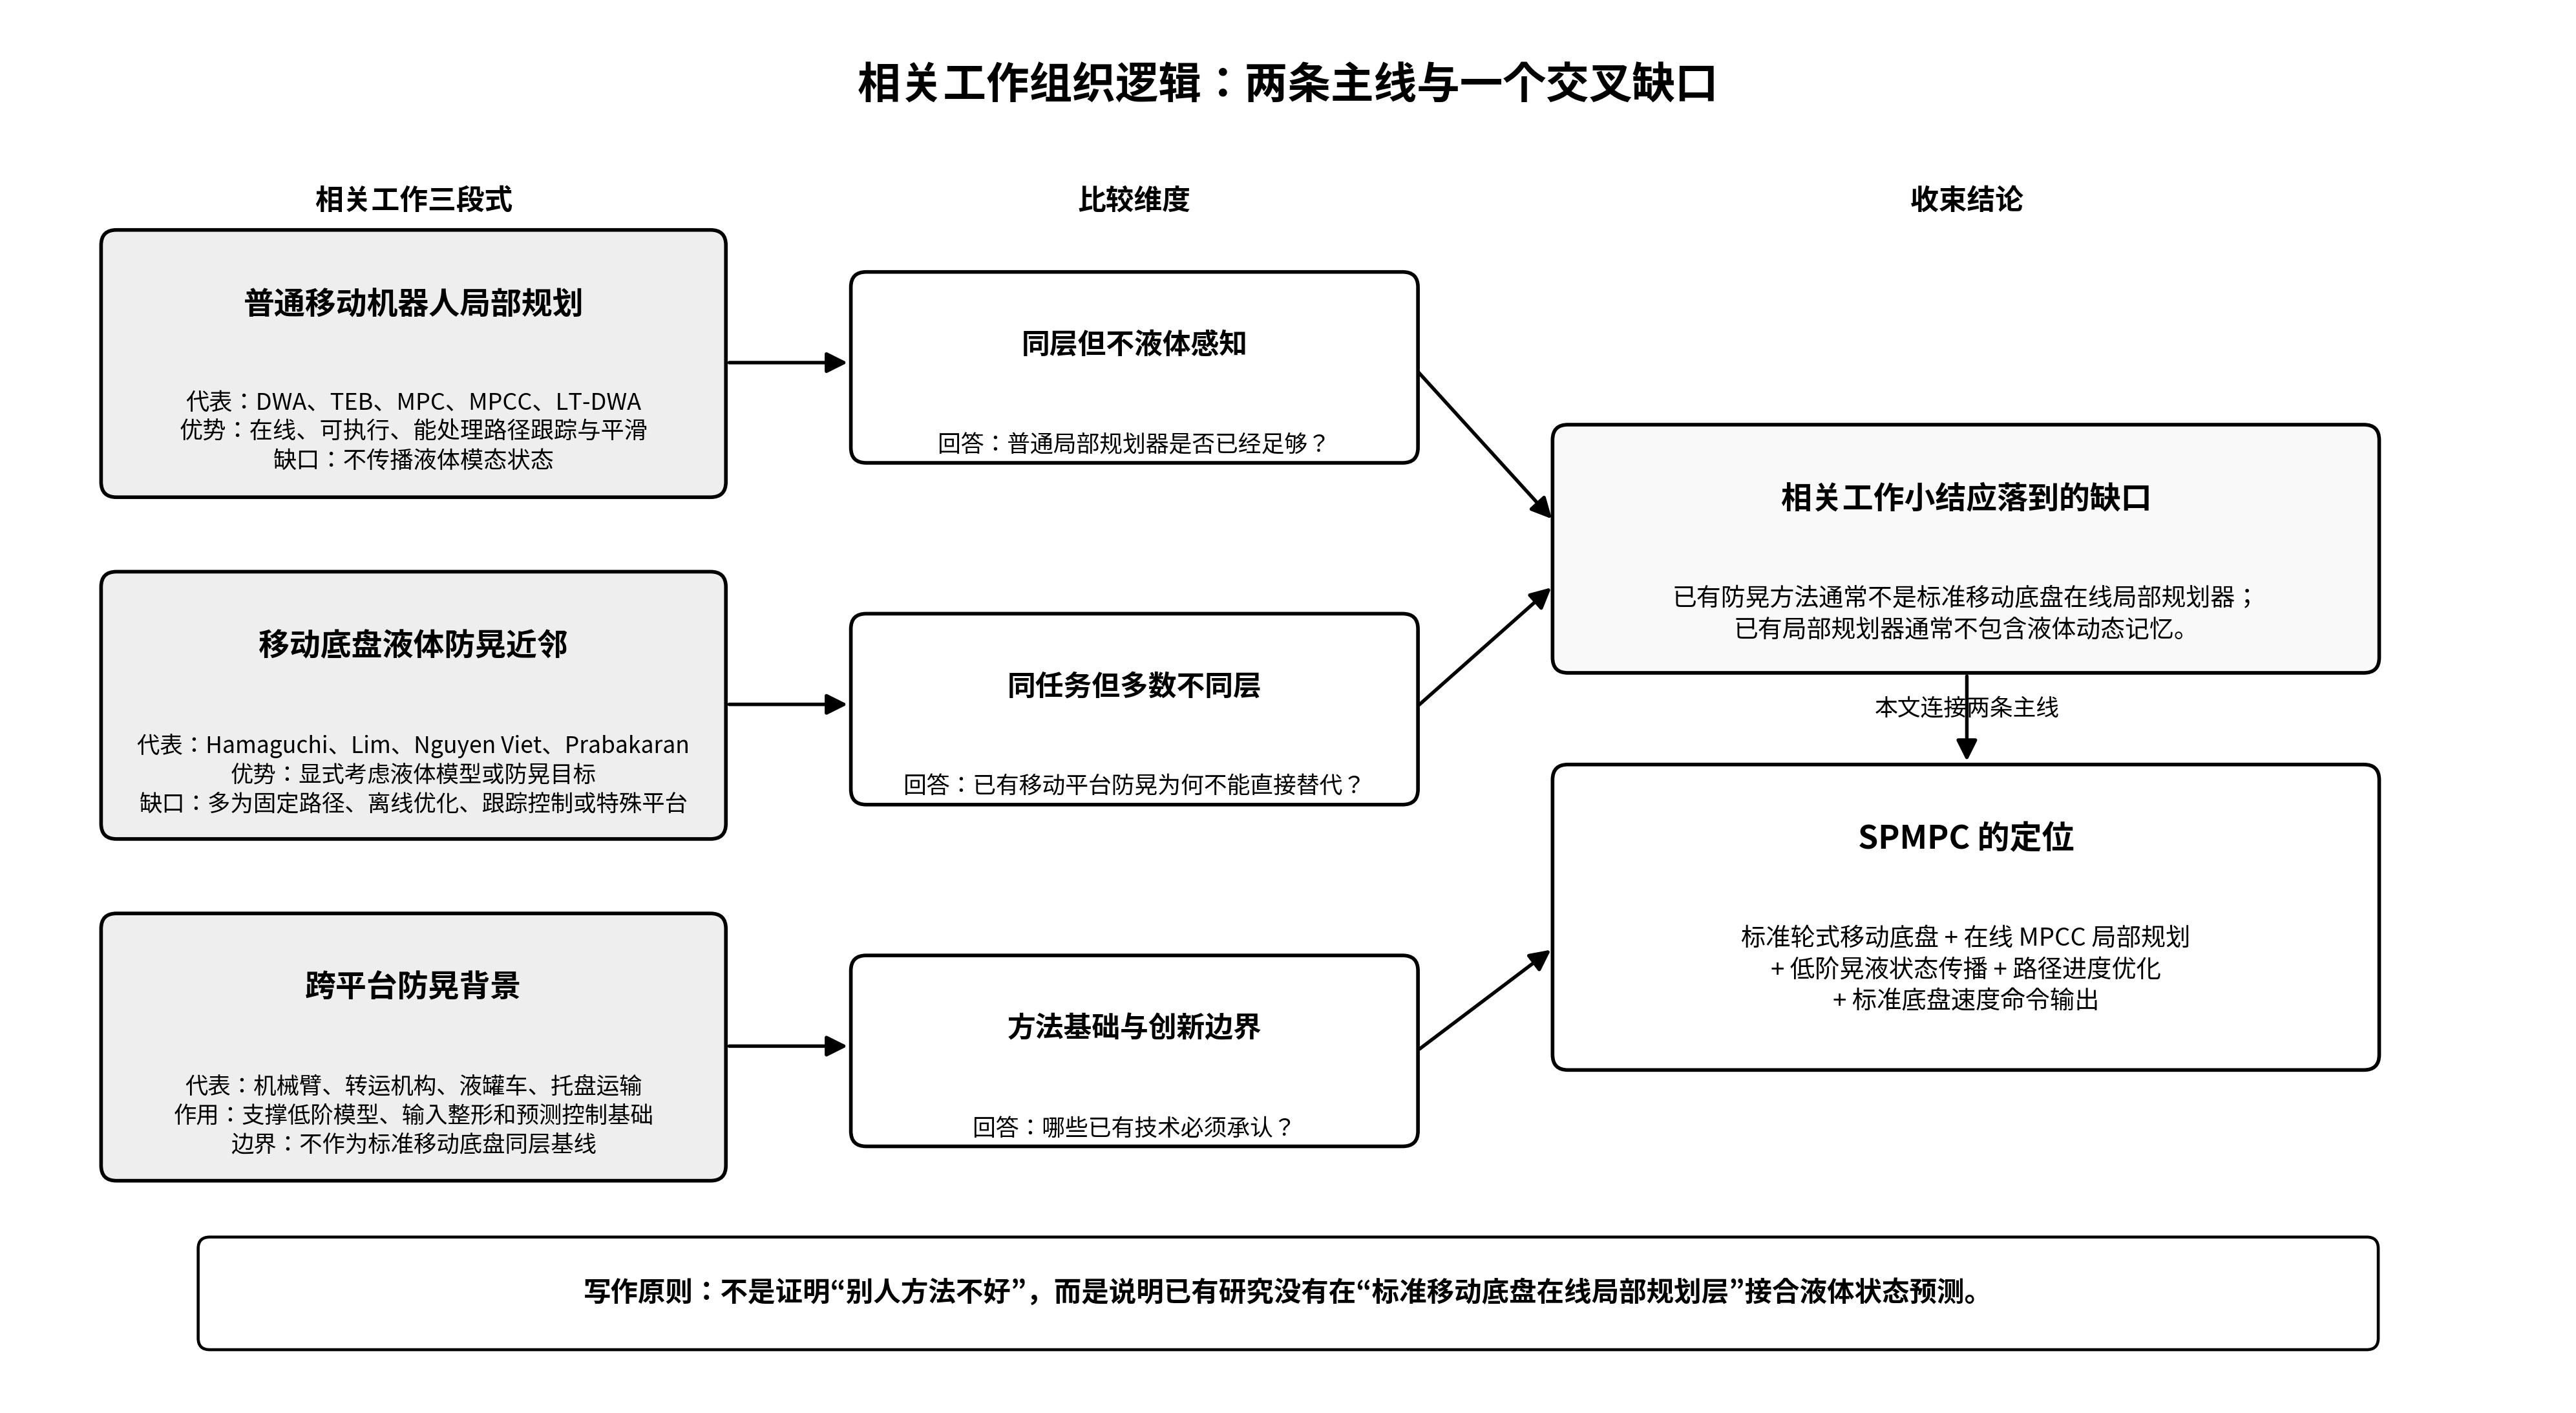 相关工作组织逻辑：两条主线与一个交叉缺口
相关工作三段式
比较维度
收束结论
普通移动机器人局部规划
代表：DWA、TEB、MPC、MPCC、LT-DWA
优势：在线、可执行、能处理路径跟踪与平滑
缺口：不传播液体模态状态
同层但不液体感知
回答：普通局部规划器是否已经足够？
移动底盘液体防晃近邻
代表：Hamaguchi、Lim、Nguyen Viet、Prabakaran
优势：显式考虑液体模型或防晃目标
缺口：多为固定路径、离线优化、跟踪控制或特殊平台
同任务但多数不同层
回答：已有移动平台防晃为何不能直接替代？
跨平台防晃背景
代表：机械臂、转运机构、液罐车、托盘运输
作用：支撑低阶模型、输入整形和预测控制基础
边界：不作为标准移动底盘同层基线
方法基础与创新边界
回答：哪些已有技术必须承认？
相关工作小结应落到的缺口
已有防晃方法通常不是标准移动底盘在线局部规划器；
已有局部规划器通常不包含液体动态记忆。
本文连接两条主线
SPMPC 的定位
标准轮式移动底盘 + 在线 MPCC 局部规划
+ 低阶晃液状态传播 + 路径进度优化
+ 标准底盘速度命令输出
写作原则：不是证明“别人方法不好”，而是说明已有研究没有在“标准移动底盘在线局部规划层”接合液体状态预测。